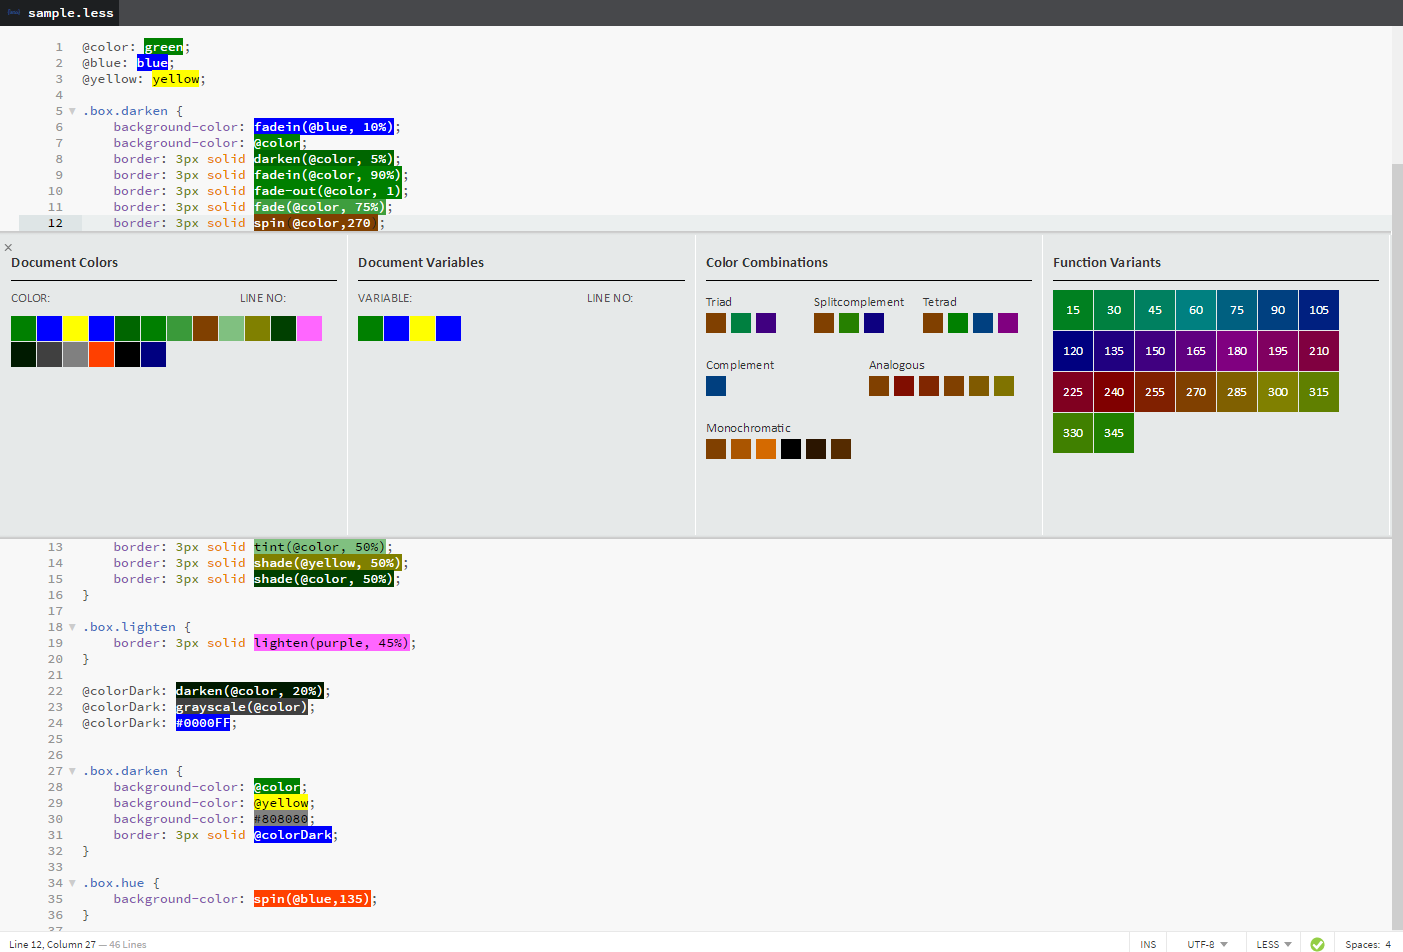 sample.less
1 @color: green;
2 @blue: blue;
3 @yellow: yellow;
4
5 .box.darken {
6 background-color: fadein(@blue, 10%);
7 background-color: @color;
8 border: 3px solid darken(@color, 5%);
9 border: 3px solid fadein(@color, 90%);
10 border: 3px solid fade-out(@color, 1);
11 border: 3px solid fade(@color, 75%);
12 border: 3px solid spin(@color,270);
×
Document Colors
COLOR: LINE NO:
Document Variables
VARIABLE: LINE NO:
Color Combinations
Triad Splitcomplement Tetrad
Complement Analogous
Monochromatic
Function Variants
15 30 45 60 75 90 105
120 135 150 165 180 195 210
225 240 255 270 285 300 315
330 345
13 border: 3px solid tint(@color, 50%);
14 border: 3px solid shade(@yellow, 50%);
15 border: 3px solid shade(@color, 50%);
16 }
17
18 .box.lighten {
19 border: 3px solid lighten(purple, 45%);
20 }
21
22 @colorDark: darken(@color, 20%);
23 @colorDark: grayscale(@color);
24 @colorDark: #0000FF;
25
26
27 .box.darken {
28 background-color: @color;
29 background-color: @yellow;
30 background-color: #808080;
31 border: 3px solid @colorDark;
32 }
33
34 .box.hue {
35 background-color: spin(@blue,135);
36 }
37
Line 12, Column 27 — 46 Lines INS UTF-8 LESS Spaces: 4